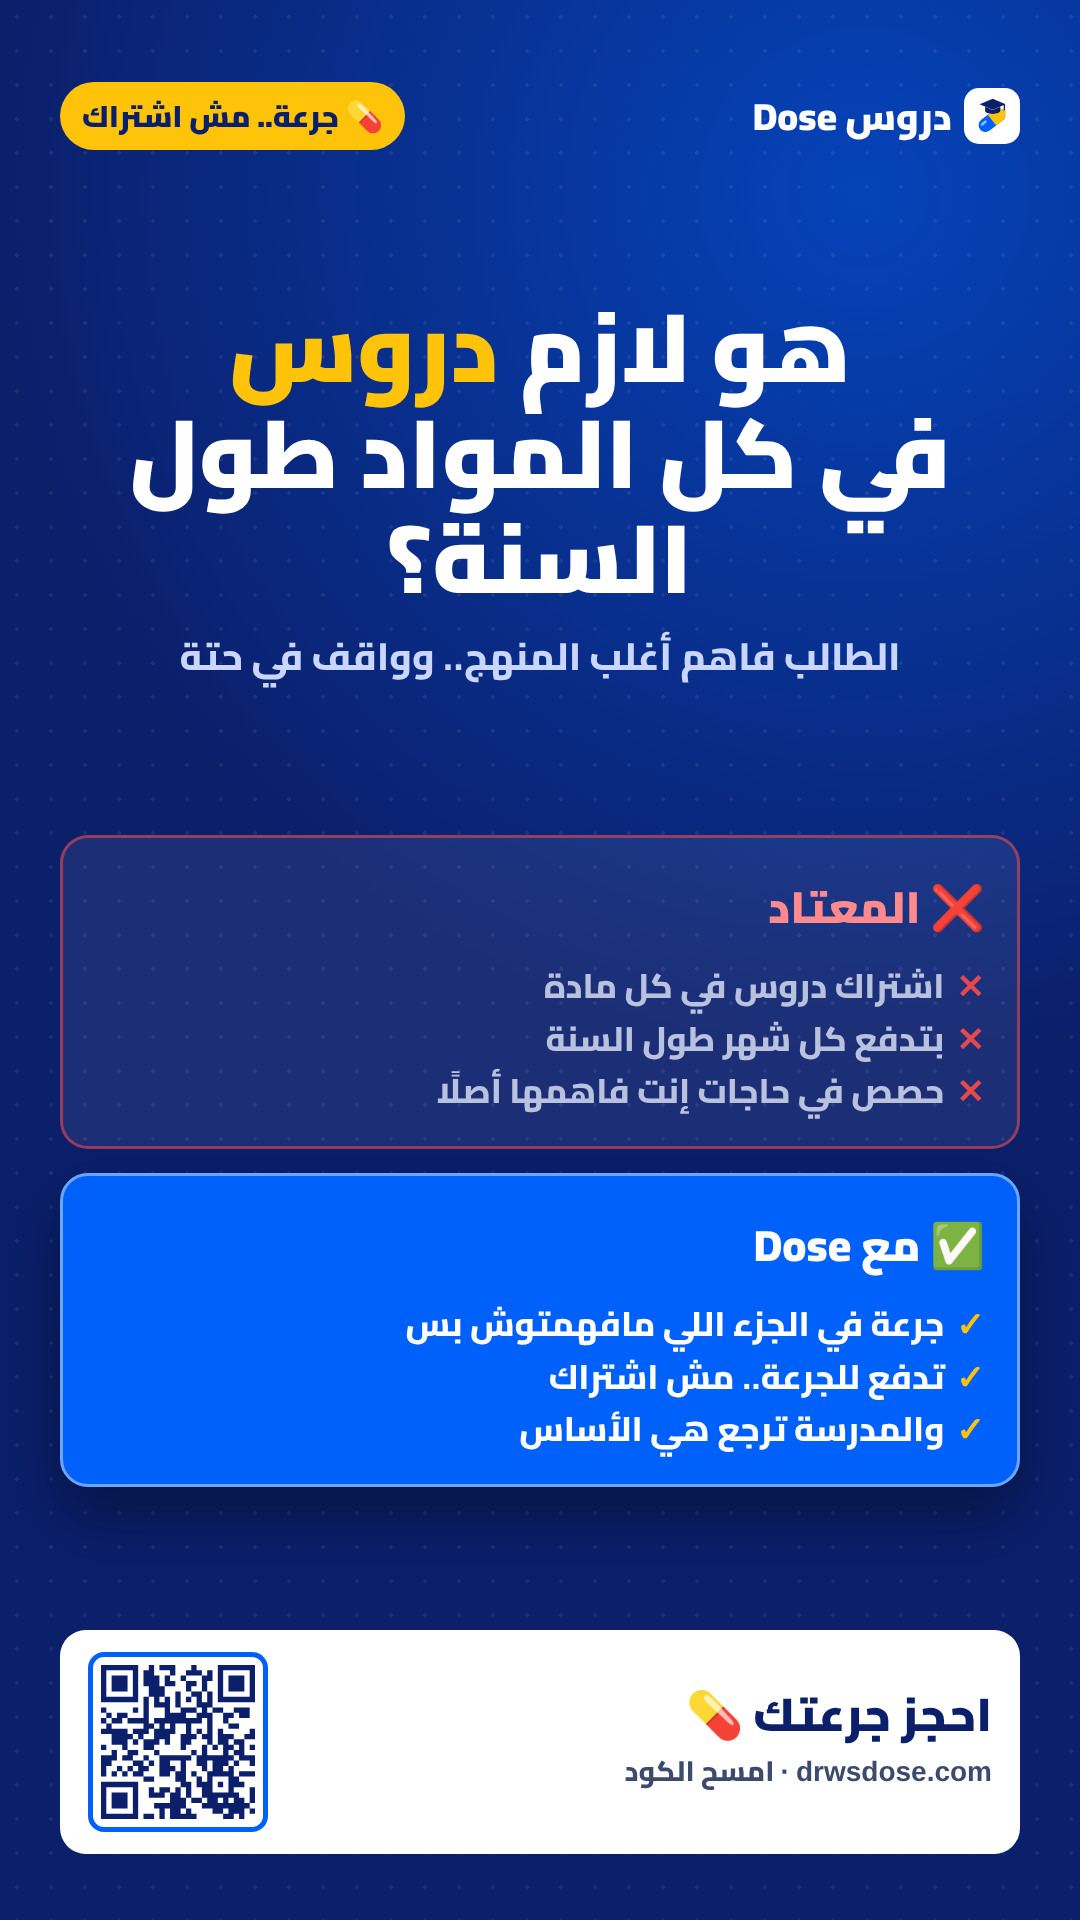 دروس Dose
💊 جرعة.. مش اشتراك
هو لازم دروس
في كل المواد طول
السنة؟
الطالب فاهم أغلب المنهج.. وواقف في حتة
❌ المعتاد
✕ اشتراك دروس في كل مادة
✕ بتدفع كل شهر طول السنة
✕ حصص في حاجات إنت فاهمها أصلًا
✅ مع Dose
✓ جرعة في الجزء اللي مافهمتوش بس
✓ تدفع للجرعة.. مش اشتراك
✓ والمدرسة ترجع هي الأساس
احجز جرعتك 💊
drwsdose.com · امسح الكود